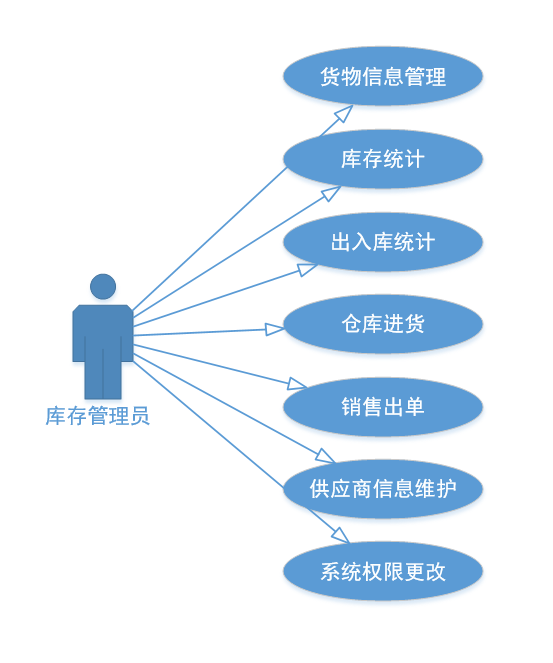 货物信息管理
库存统计
出入库统计
仓库进货
库存管理员
销售出单
供应商信息维护
系统权限更改